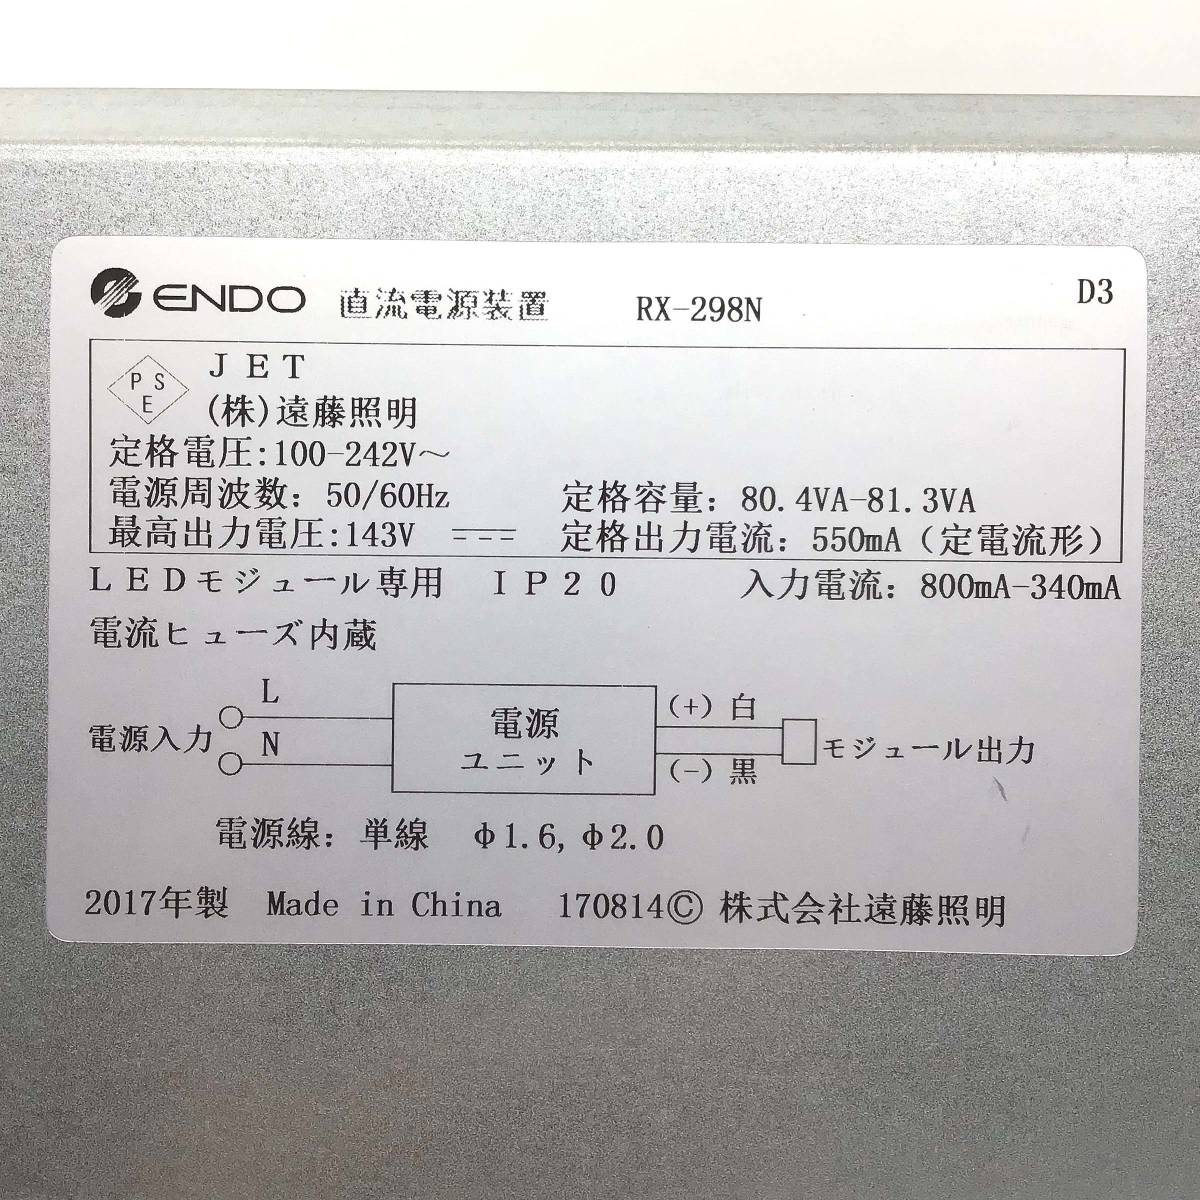 ENDO 直流電源装置 RX-298N D3
PSE JET
(株)遠藤照明
定格電圧:100-242V～
電源周波数: 50/60Hz 定格容量: 80.4VA-81.3VA
最高出力電圧:143V 定格出力電流: 550mA (定電流形)
LEDモジュール専用 IP20 入力電流: 800mA-340mA
電流ヒューズ内蔵
L
電源入力 N
電源
ユニット
(+) 白
(-) 黒
モジュール出力
電源線: 単線 φ1.6, φ2.0
2017年製 Made in China 170814© 株式会社遠藤照明